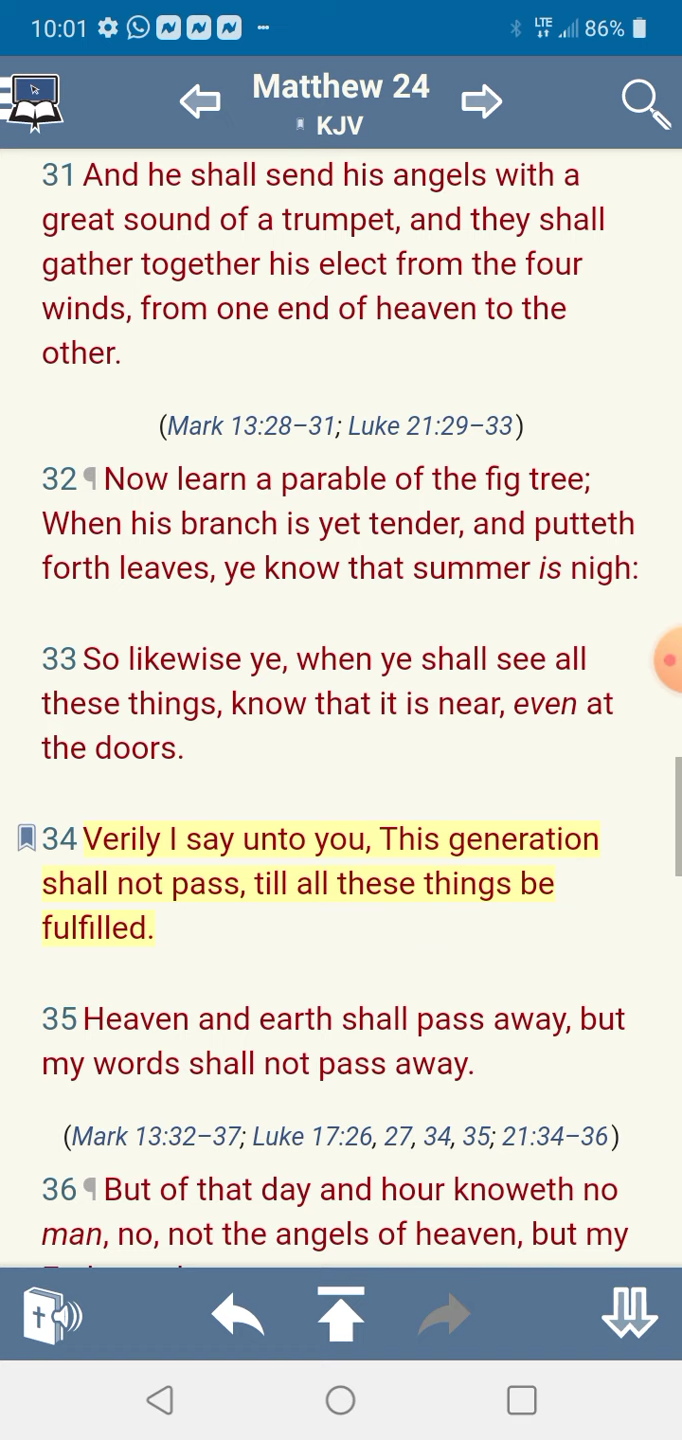 10:01
LTE 86%
Matthew 24
KJV
31 And he shall send his angels with a
great sound of a trumpet, and they shall
gather together his elect from the four
winds, from one end of heaven to the
other.
(Mark 13:28–31; Luke 21:29–33)
32 ¶ Now learn a parable of the fig tree;
When his branch is yet tender, and putteth
forth leaves, ye know that summer is nigh:
33 So likewise ye, when ye shall see all
these things, know that it is near, even at
the doors.
34 Verily I say unto you, This generation
shall not pass, till all these things be
fulfilled.
35 Heaven and earth shall pass away, but
my words shall not pass away.
(Mark 13:32–37; Luke 17:26, 27, 34, 35; 21:34–36)
36 ¶ But of that day and hour knoweth no
man, no, not the angels of heaven, but my